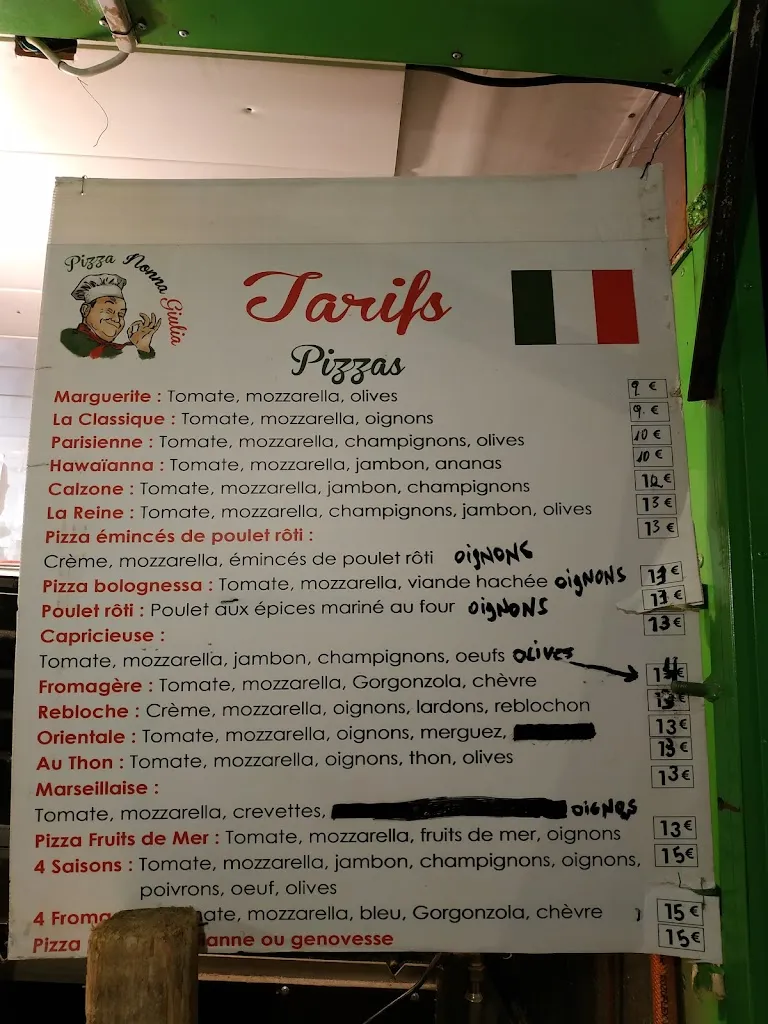 Pizza Nonna Giulia
Tarifs
Pizzas
Marguerite : Tomate, mozzarella, olives 9 €
La Classique : Tomate, mozzarella, oignons 9. €
Parisienne : Tomate, mozzarella, champignons, olives 10 €
Hawaïanna : Tomate, mozzarella, jambon, ananas 10 €
Calzone : Tomate, mozzarella, jambon, champignons 12 €
La Reine : Tomate, mozzarella, champignons, jambon, olives 13 €
Pizza émincés de poulet rôti : 13 €
Crème, mozzarella, émincés de poulet rôti oignons
Pizza bolognessa : Tomate, mozzarella, viande hachée oignons 13 €
Poulet rôti : Poulet aux épices mariné au four oignons 13 €
Capricieuse : 13 €
Tomate, mozzarella, jambon, champignons, oeufs olives
Fromagère : Tomate, mozzarella, Gorgonzola, chèvre 14 €
Rebloche : Crème, mozzarella, oignons, lardons, reblochon 13 €
Orientale : Tomate, mozzarella, oignons, merguez, 13 €
Au Thon : Tomate, mozzarella, oignons, thon, olives 13 €
Marseillaise : 13 €
Tomate, mozzarella, crevettes,
Pizza Fruits de Mer : Tomate, mozzarella, fruits de mer, oignons 13 €
4 Saisons : Tomate, mozzarella, jambon, champignons, oignons, 15 €
poivrons, oeuf, olives
4 mozzarella, bleu, Gorgonzola, chèvre 15 €
Pizza ou genovesse 15 €